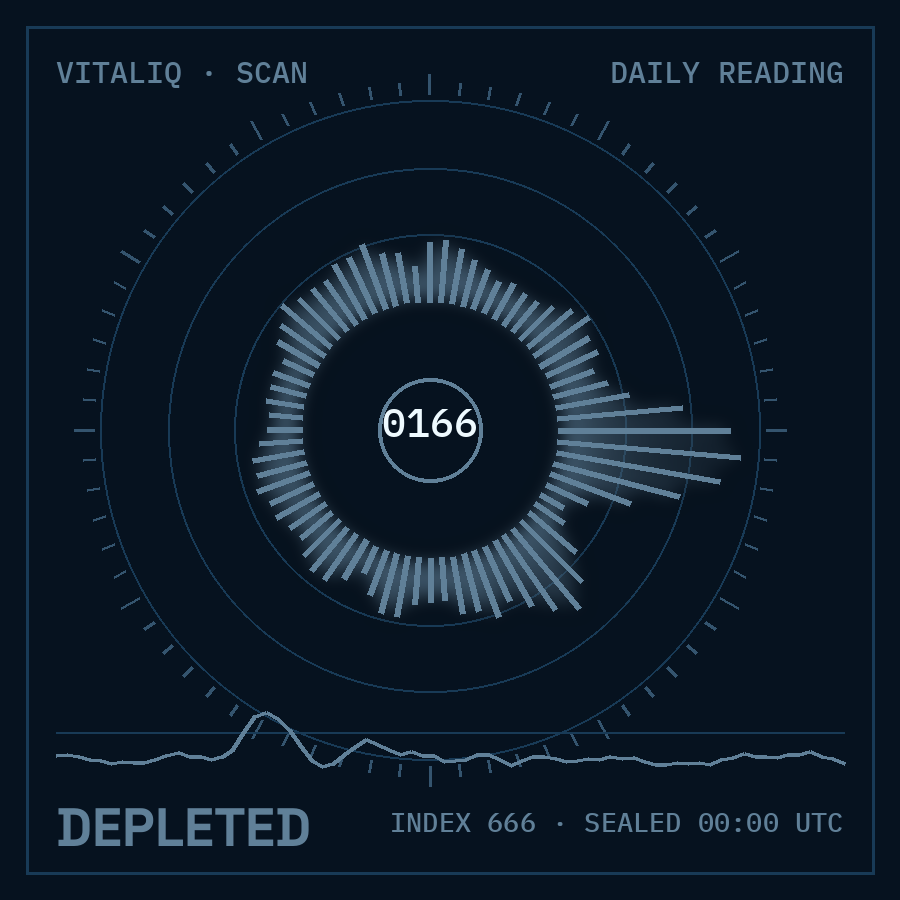 VITALIQ · SCAN
DAILY READING
0166
DEPLETED
INDEX 666 · SEALED 00:00 UTC